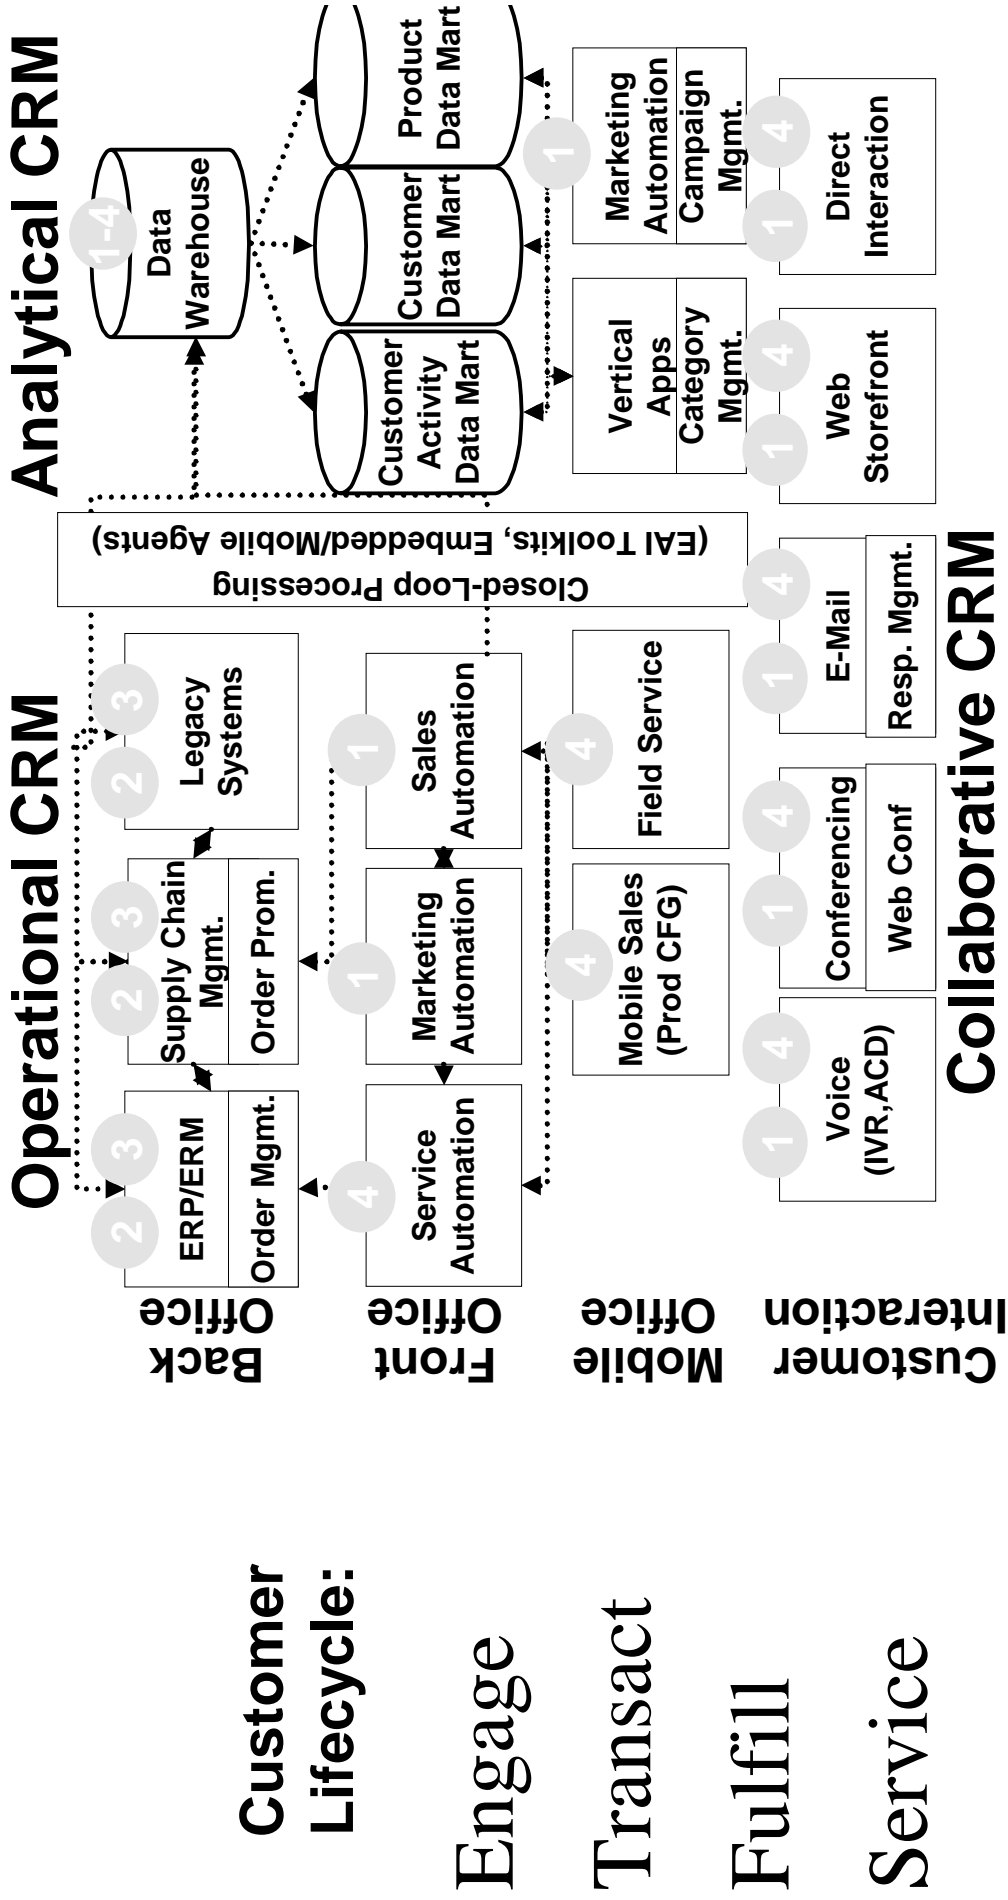 Customer
Lifecycle:
Engage
Transact
Fulfill
Service
Operational CRM
Analytical CRM
Back
Office
2
3
ERP/ERM
Order Mgmt.
2
3
Supply Chain
Mgmt.
Order Prom.
2
3
Legacy
Systems
Front
Office
4
Service
Automation
1
Marketing
Automation
1
Sales
Automation
Mobile
Office
4
Mobile Sales
(Prod CFG)
4
Field Service
Closed-Loop Processing
(EAI Toolkits, Embedded/Mobile Agents)
1-4
Data
Warehouse
Customer
Activity
Data Mart
Customer
Data Mart
Product
Data Mart
Vertical
Apps
Category
Mgmt.
1
Marketing
Automation
Campaign
Mgmt.
Customer
Interaction
1
4
Voice
(IVR,ACD)
1
4
Conferencing
Web Conf
1
4
E-Mail
Resp. Mgmt.
1
4
Web
Storefront
1
4
Direct
Interaction
Collaborative CRM